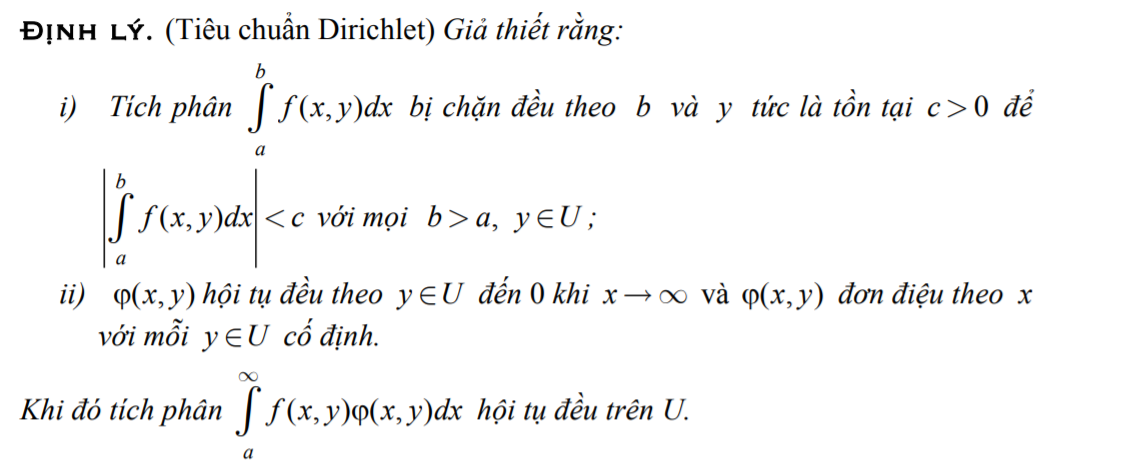 ĐỊNH LÝ. (Tiêu chuẩn Dirichlet) Giả thiết rằng:
i) Tích phân ∫_a^b f(x, y)dx bị chặn đều theo b và y tức là tồn tại c > 0 để
|∫_a^b f(x, y)dx| < c với mọi b > a, y ∈ U ;
ii) φ(x, y) hội tụ đều theo y ∈ U đến 0 khi x → ∞ và φ(x, y) đơn điệu theo x
với mỗi y ∈ U cố định.
Khi đó tích phân ∫_a^∞ f(x, y)φ(x, y)dx hội tụ đều trên U.